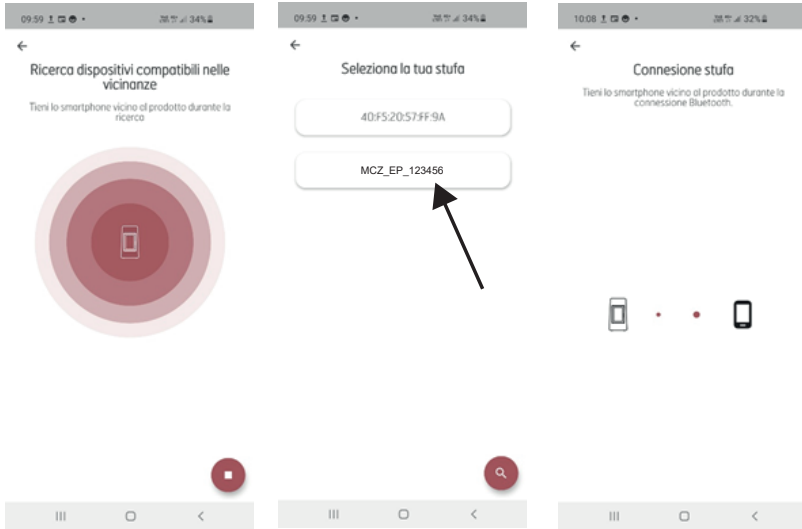 09:59
34%
Ricerca dispositivi compatibili nelle
vicinanze
Tieni lo smartphone vicino al prodotto durante la
ricerca
09:59
34%
Seleziona la tua stufa
40:F5:20:57:FF:9A
MCZ_EP_123456
10:08
32%
Connesione stufa
Tieni lo smartphone vicino al prodotto durante la
connessione Bluetooth.